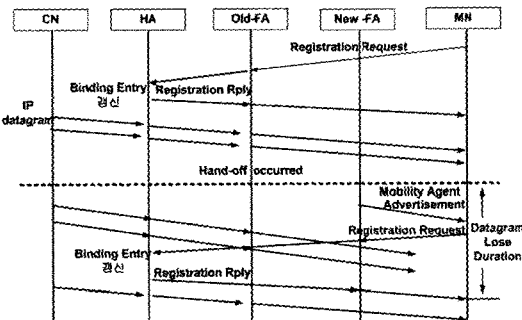 CN HA Old-FA New -FA MN
Registration Request
Binding Entry
갱신
Registration Rply
IP
datagram
Hand-off occurred
Mobility Agent
Advertisement
Registration Request
Datagram
Lose
Duration
Binding Entry
갱신
Registration Rply